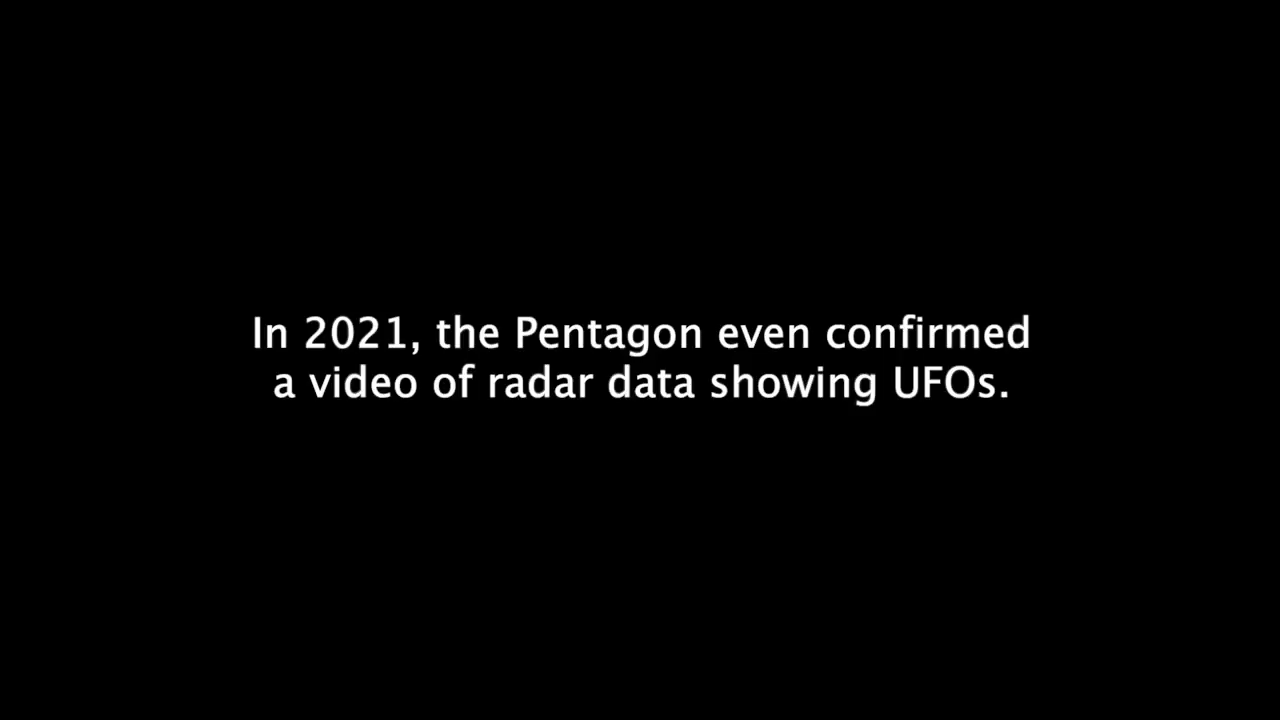 In 2021, the Pentagon even confirmed
a video of radar data showing UFOs.